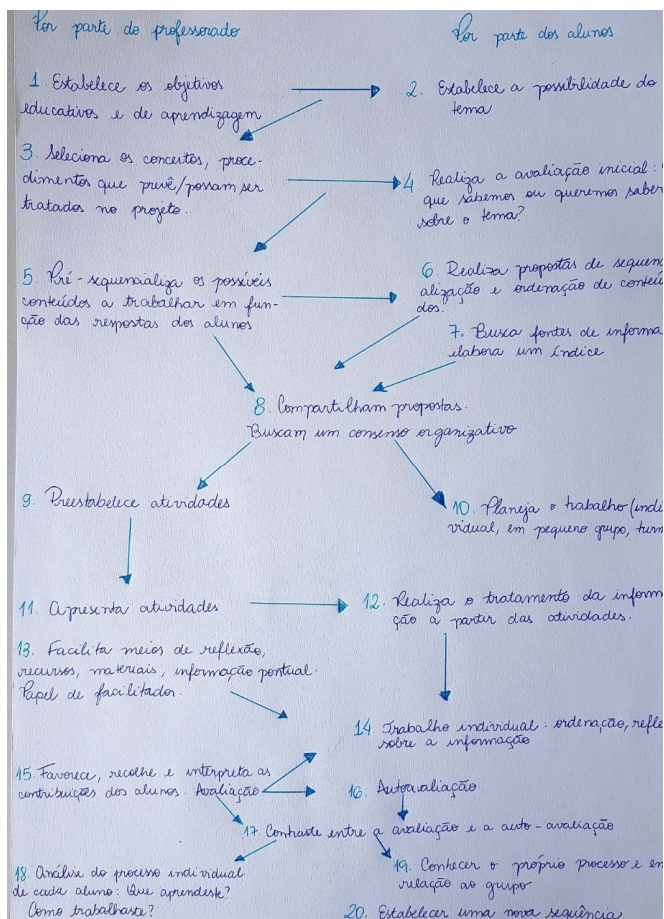 Por parte do professorado
Por parte dos alunos
1. Estabelece os objetivos
educativos e de aprendizagem
2. Estabelece a possibilidade do
tema
3. Seleciona os conceitos, proce-
dimentos que prevê/possam ser
tratados no projeto.
4. Realiza a avaliação inicial:
que sabemos ou queremos saber
sobre o tema?
5. Pré-sequencializa os possíveis
conteúdos a trabalhar em fun-
ção das respostas dos alunos
6. Realiza propostas de sequen
alização e ordenação de conteú
dos.
7. Busca fontes de informa
elabora um índice
8. Compartilham propostas.
Buscam um consenso organizativo
9. Preestabelece atividades
10. Planeja o trabalho (indi
vidual, em pequeno grupo, turm
11. Apresenta atividades
12. Realiza o tratamento da inform
ção a partir das atividades.
13. Facilita meios de reflexão,
recursos, materiais, informação pontual.
Papel de facilitador.
14 Trabalho individual: ordenação, refle
sobre a informação
15. Favorece, recolhe e interpreta as
contribuições dos alunos. Avaliação
16. Autoavaliação
17. Contraste entre a avaliação e a auto-avaliação
18. Análise do processo individual
de cada aluno: Que aprendeste?
Como trabalhaste?
19. Conhecer o próprio processo e em
relação ao grupo
20. Estabelecer uma nova sequência